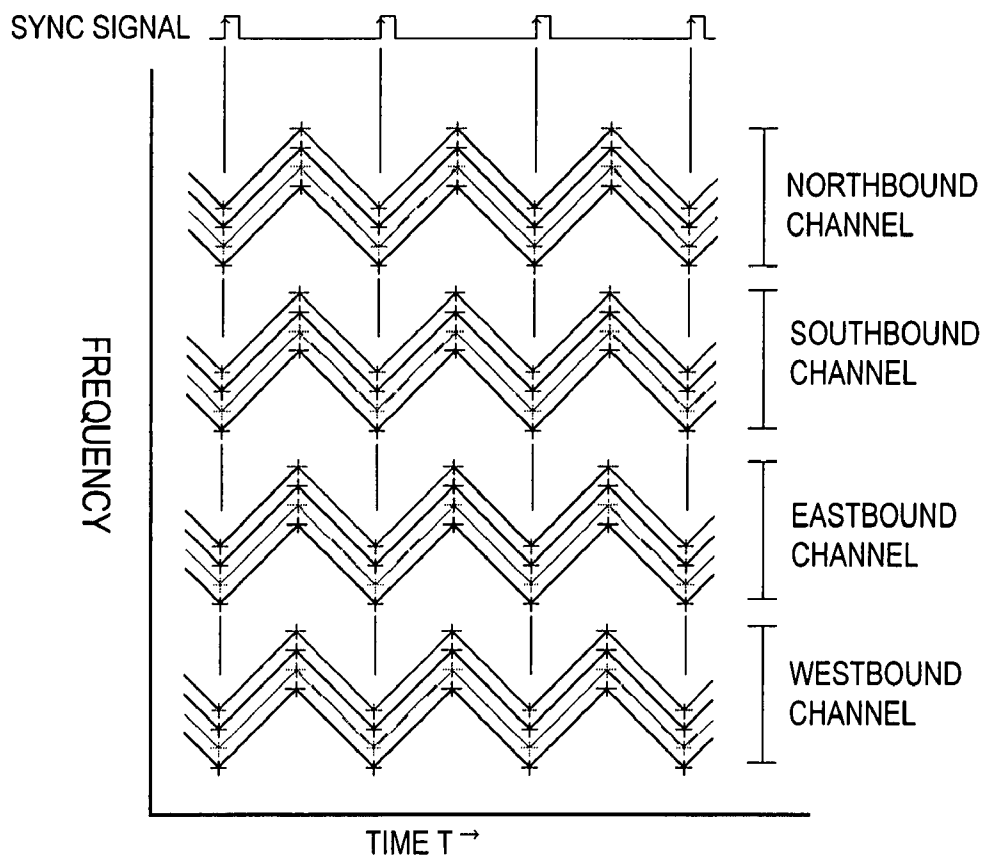 SYNC SIGNAL
NORTHBOUND
CHANNEL
SOUTHBOUND
CHANNEL
FREQUENCY
EASTBOUND
CHANNEL
WESTBOUND
CHANNEL
TIME T →